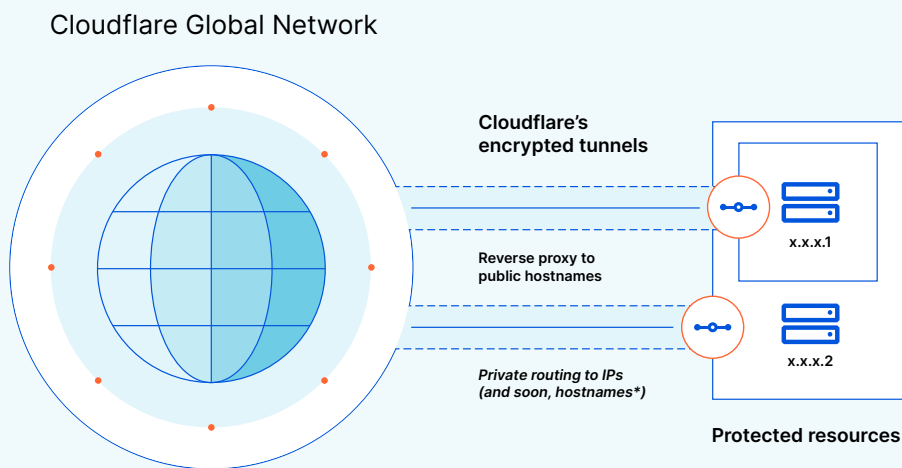 Cloudflare Global Network
Cloudflare’s
encrypted tunnels
x.x.x.1
Reverse proxy to
public hostnames
x.x.x.2
Private routing to IPs
(and soon, hostnames*)
Protected resources